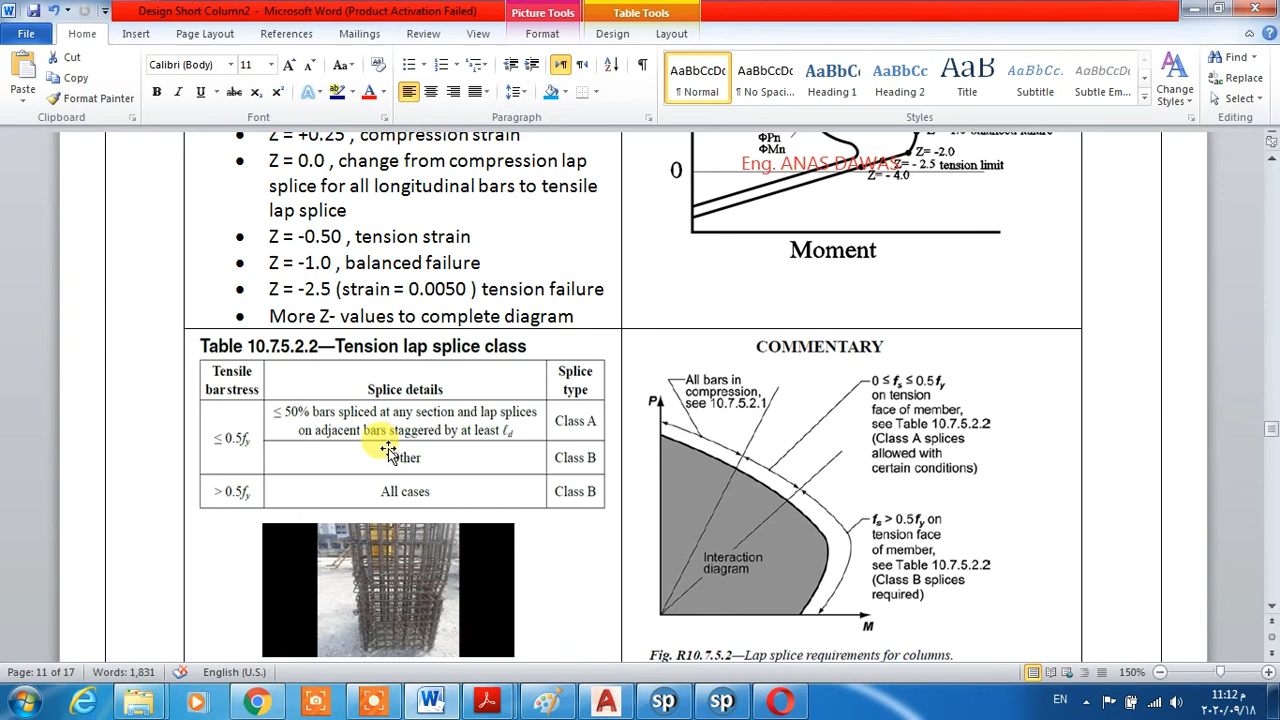 Design Short Column2 - Microsoft Word (Product Activation Failed)
Picture Tools
Table Tools
File
Home
Insert
Page Layout
References
Mailings
Review
View
Format
Design
Layout
Paste
Cut
Copy
Format Painter
Clipboard
Calibri (Body)
11
Font
Paragraph
AaBbCcDc
¶ Normal
AaBbCcDc
¶ No Spaci...
AaBbC
Heading 1
AaBbCc
Heading 2
AaB
Title
AaBbCc.
Subtitle
AaBbCcDc
Subtle Em...
Styles
Change
Styles
Find
Replace
Select
Editing
Z = +0.25 , compression strain
Z = 0.0 , change from compression lap
splice for all longitudinal bars to tensile
lap splice
Z = -0.50 , tension strain
Z = -1.0 , balanced failure
Z = -2.5 (strain = 0.0050 ) tension failure
More Z- values to complete diagram
ΦPn
ΦMn
Z= -2.0
Eng. ANAS DAWAS
Z= - 2.5 tension limit
Z= - 4.0
0
Moment
Table 10.7.5.2.2—Tension lap splice class
Tensile
bar stress
Splice details
Splice
type
≤ 0.5fy
≤ 50% bars spliced at any section and lap splices
on adjacent bars staggered by at least ℓd
Class A
Other
Class B
> 0.5fy
All cases
Class B
COMMENTARY
All bars in
compression,
see 10.7.5.2.1
P
0 ≤ fs ≤ 0.5fy
on tension
face of member,
see Table 10.7.5.2.2
(Class A splices
allowed with
certain conditions)
fs > 0.5fy on
tension face
of member,
see Table 10.7.5.2.2
(Class B splices
required)
Interaction
diagram
M
Fig. R10.7.5.2—Lap splice requirements for columns.
Page: 11 of 17
Words: 1,831
English (U.S.)
150%
EN
11:12 م
٢٠٢٠/٠٩/١٨